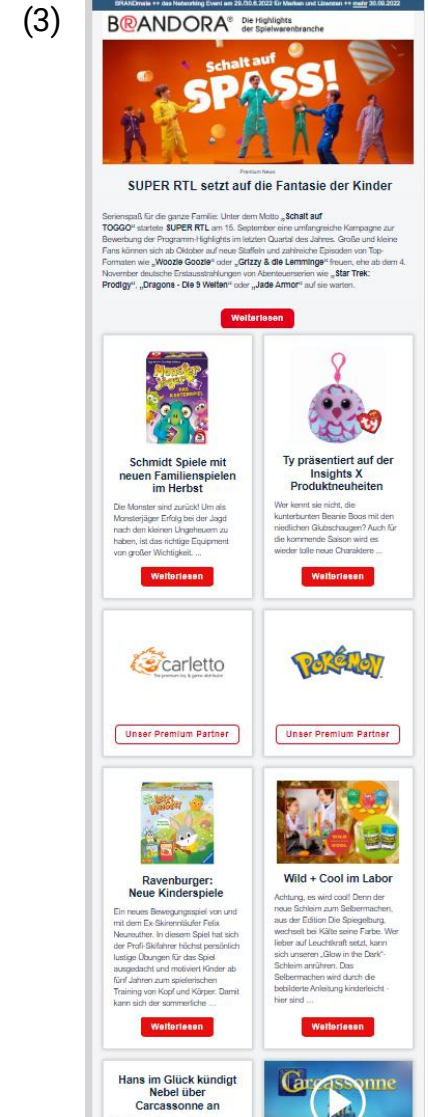 (3)
BRANDmate ++ das Networking Event am 29./30.6.2022 für Marken und Lizenzen ++ mehr 30.09.2022
BRANDORA® Die Highlights
der Spielwarenbranche
Schalt auf
SPASS!
Premium News
SUPER RTL setzt auf die Fantasie der Kinder
Serienspaß für die ganze Familie: Unter dem Motto „Schalt auf
TOGGO“ startete SUPER RTL am 15. September eine umfangreiche Kampagne zur
Bewerbung der Programm-Highlights im letzten Quartal des Jahres. Große und kleine
Fans können sich ab Oktober auf neue Staffeln und zahlreiche Episoden von Top-
Formaten wie „Woozle Goozle“ oder „Grizzy & die Lemminge“ freuen, ehe ab dem 4.
November deutsche Erstausstrahlungen von Abenteuerserien wie „Star Trek:
Prodigy“, „Dragons - Die 9 Welten“ oder „Jade Armor“ auf sie warten.
Weiterlesen
Monster
Jäger
DAS
KARTENSPIEL
Schmidt Spiele mit
neuen Familienspielen
im Herbst
Die Monster sind zurück! Um als
Monsterjäger Erfolg bei der Jagd
nach den kleinen Ungeheuern zu
haben, ist das richtige Equipment
von großer Wichtigkeit. ...
Weiterlesen
ty
Ty präsentiert auf der
Insights X
Produktneuheiten
Wer kennt sie nicht, die
kunterbunten Beanie Boos mit den
niedlichen Glubschaugen? Auch für
die kommende Saison wird es
wieder tolle neue Charaktere ...
Weiterlesen
carletto
the premium toy & game distributor
Unser Premium Partner
POKéMON
Unser Premium Partner
Ravenburger:
Neue Kinderspiele
Ein neues Bewegungsspiel von und
mit dem Ex-Skirennläufer Felix
Neureuther. In diesem Spiel hat sich
der Profi-Skifahrer höchst persönlich
lustige Übungen für das Spiel
ausgedacht und motiviert Kinder ab
fünf Jahren zum spielerischen
Training von Kopf und Körper. Damit
kann sich der sommerliche ...
Weiterlesen
WILD
COOL
Wild + Cool im Labor
Achtung, es wird cool! Denn der
neue Schleim zum Selbermachen,
aus der Edition Die Spiegelburg,
wechselt bei Kälte seine Farbe. Wer
lieber auf Leuchtkraft setzt, kann
sich unseren „Glow in the Dark“-
Schleim anrühren. Das
Selbermachen wird durch die
bebilderte Anleitung kinderleicht -
hier sind ...
Weiterlesen
Hans im Glück kündigt
Nebel über
Carcassonne an
Carcassonne